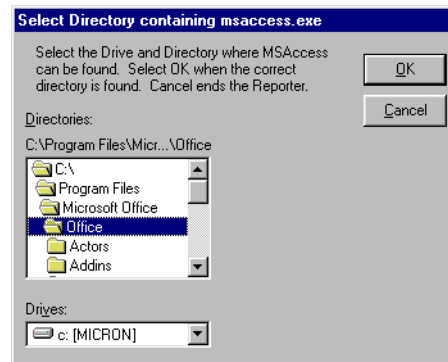 Select Directory containing msaccess.exe
Select the Drive and Directory where MSAccess
can be found. Select OK when the correct
directory is found. Cancel ends the Reporter.
OK
Cancel
Directories:
C:\Program Files\Micr...\Office
C:\
Program Files
Microsoft Office
Office
Actors
Addins
Drives:
c: [MICRON]